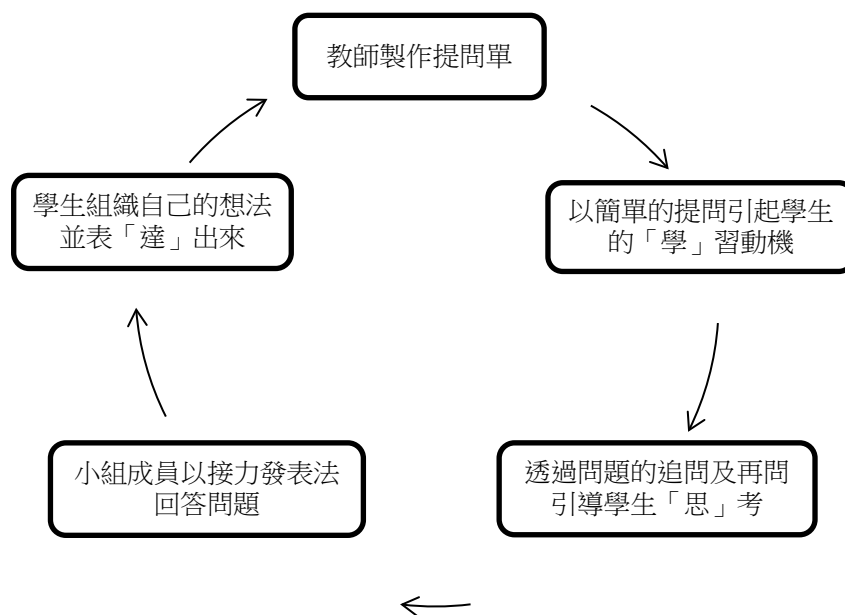 教師製作提問單
以簡單的提問引起學生
的「學」習動機
透過問題的追問及再問
引導學生「思」考
小組成員以接力發表法
回答問題
學生組織自己的想法
並表「達」出來